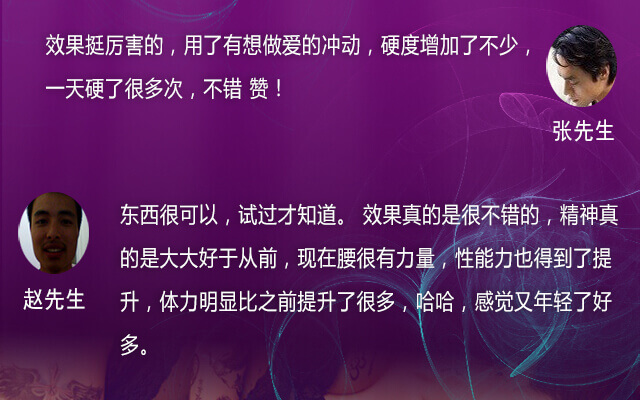 效果挺厉害的，用了有想做爱的冲动，硬度增加了不少，
一天硬了很多次，不错 赞！
张先生
东西很可以，试过才知道。 效果真的是很不错的，精神真
的是大大好于从前，现在腰很有力量，性能力也得到了提
升，体力明显比之前提升了很多，哈哈，感觉又年轻了好
多。
赵先生